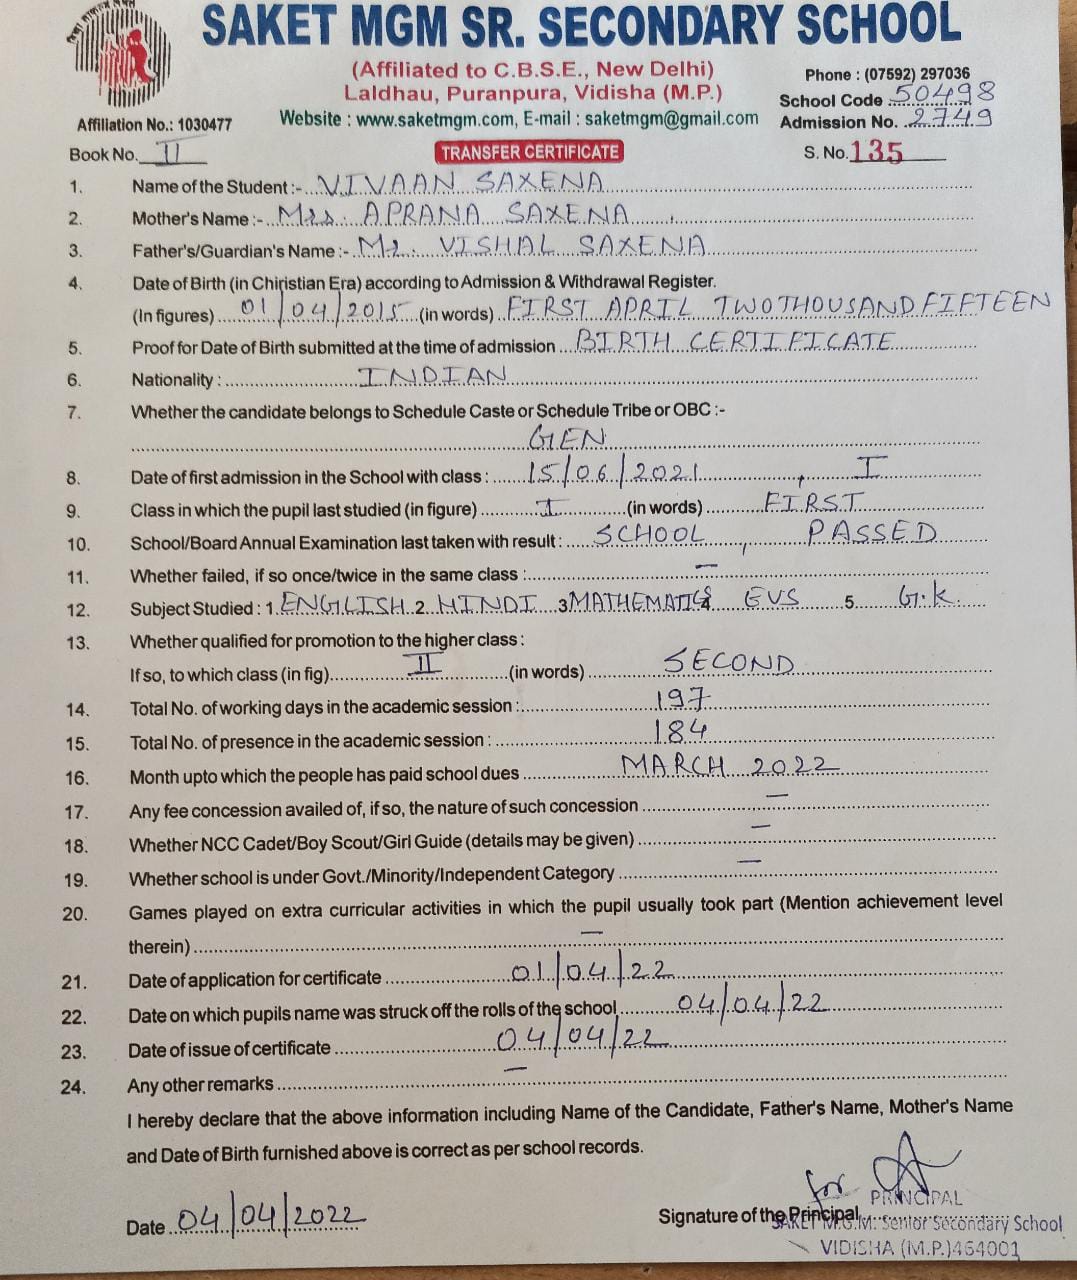 SAKET MGM SR. SECONDARY SCHOOL
(Affiliated to C.B.S.E., New Delhi)
Laldhau, Puranpura, Vidisha (M.P.)
Website : www.saketmgm.com, E-mail : saketmgm@gmail.com
Phone : (07592) 297036
School Code 50498
Admission No. 2749
Affiliation No.: 1030477
Book No. II
TRANSFER CERTIFICATE
S. No. 135
1. Name of the Student :- VIVAAN SAXENA
2. Mother's Name :- Mrs. APRANA SAXENA
3. Father's/Guardian's Name :- Mr. VISHAL SAXENA
4. Date of Birth (in Chiristian Era) according to Admission & Withdrawal Register.
(In figures) 01/04/2015 (in words) FIRST APRIL TWO THOUSAND FIFTEEN
5. Proof for Date of Birth submitted at the time of admission BIRTH CERTIFICATE
6. Nationality : INDIAN
7. Whether the candidate belongs to Schedule Caste or Schedule Tribe or OBC :-
GEN
8. Date of first admission in the School with class : 15/06/2021, I
9. Class in which the pupil last studied (in figure) I (in words) FIRST
10. School/Board Annual Examination last taken with result : SCHOOL, PASSED
11. Whether failed, if so once/twice in the same class : —
12. Subject Studied : 1. ENGLISH 2. HINDI 3 MATHEMATICS 4 EVS 5. G.K.
13. Whether qualified for promotion to the higher class :
If so, to which class (in fig) II (in words) SECOND
14. Total No. of working days in the academic session : 197
15. Total No. of presence in the academic session : 184
16. Month upto which the people has paid school dues MARCH 2022
17. Any fee concession availed of, if so, the nature of such concession —
18. Whether NCC Cadet/Boy Scout/Girl Guide (details may be given) —
19. Whether school is under Govt./Minority/Independent Category —
20. Games played on extra curricular activities in which the pupil usually took part (Mention achievement level
therein) —
21. Date of application for certificate 01/04/22
22. Date on which pupils name was struck off the rolls of the school 04/04/22
23. Date of issue of certificate 04/04/22
24. Any other remarks —
I hereby declare that the above information including Name of the Candidate, Father's Name, Mother's Name
and Date of Birth furnished above is correct as per school records.
for
PRINCIPAL
Date 04/04/2022
Signature of the Principal
SAKET M.G.M. Senior Secondary School
VIDISHA (M.P.) 464001